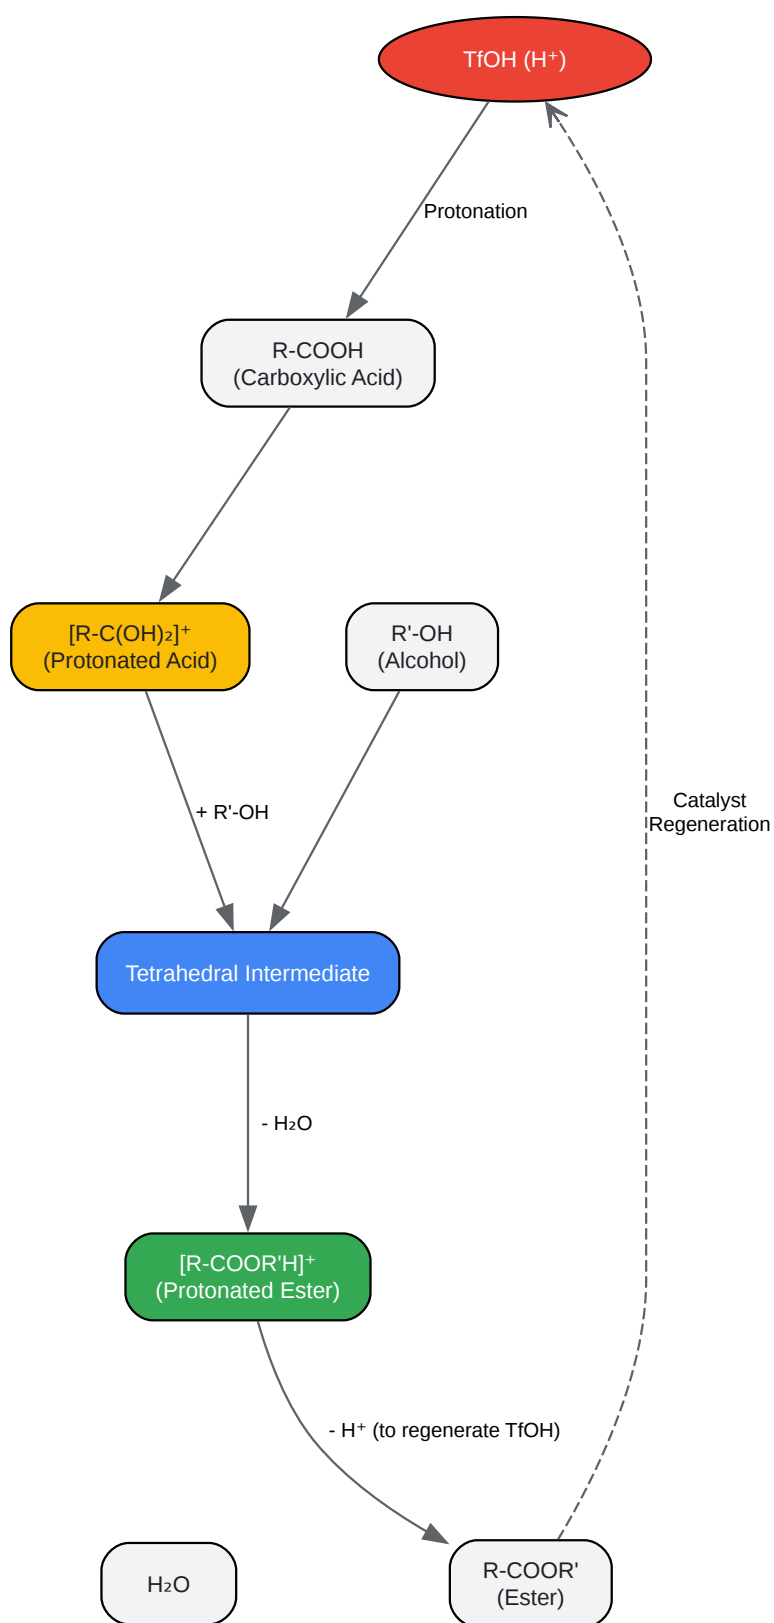 TfOH (H⁺)
Protonation
R-COOH
(Carboxylic Acid)
[R-C(OH)₂]⁺
(Protonated Acid)
R'-OH
(Alcohol)
+ R'-OH
Catalyst
Regeneration
Tetrahedral Intermediate
- H₂O
[R-COOR'H]⁺
(Protonated Ester)
- H⁺ (to regenerate TfOH)
H₂O
R-COOR'
(Ester)